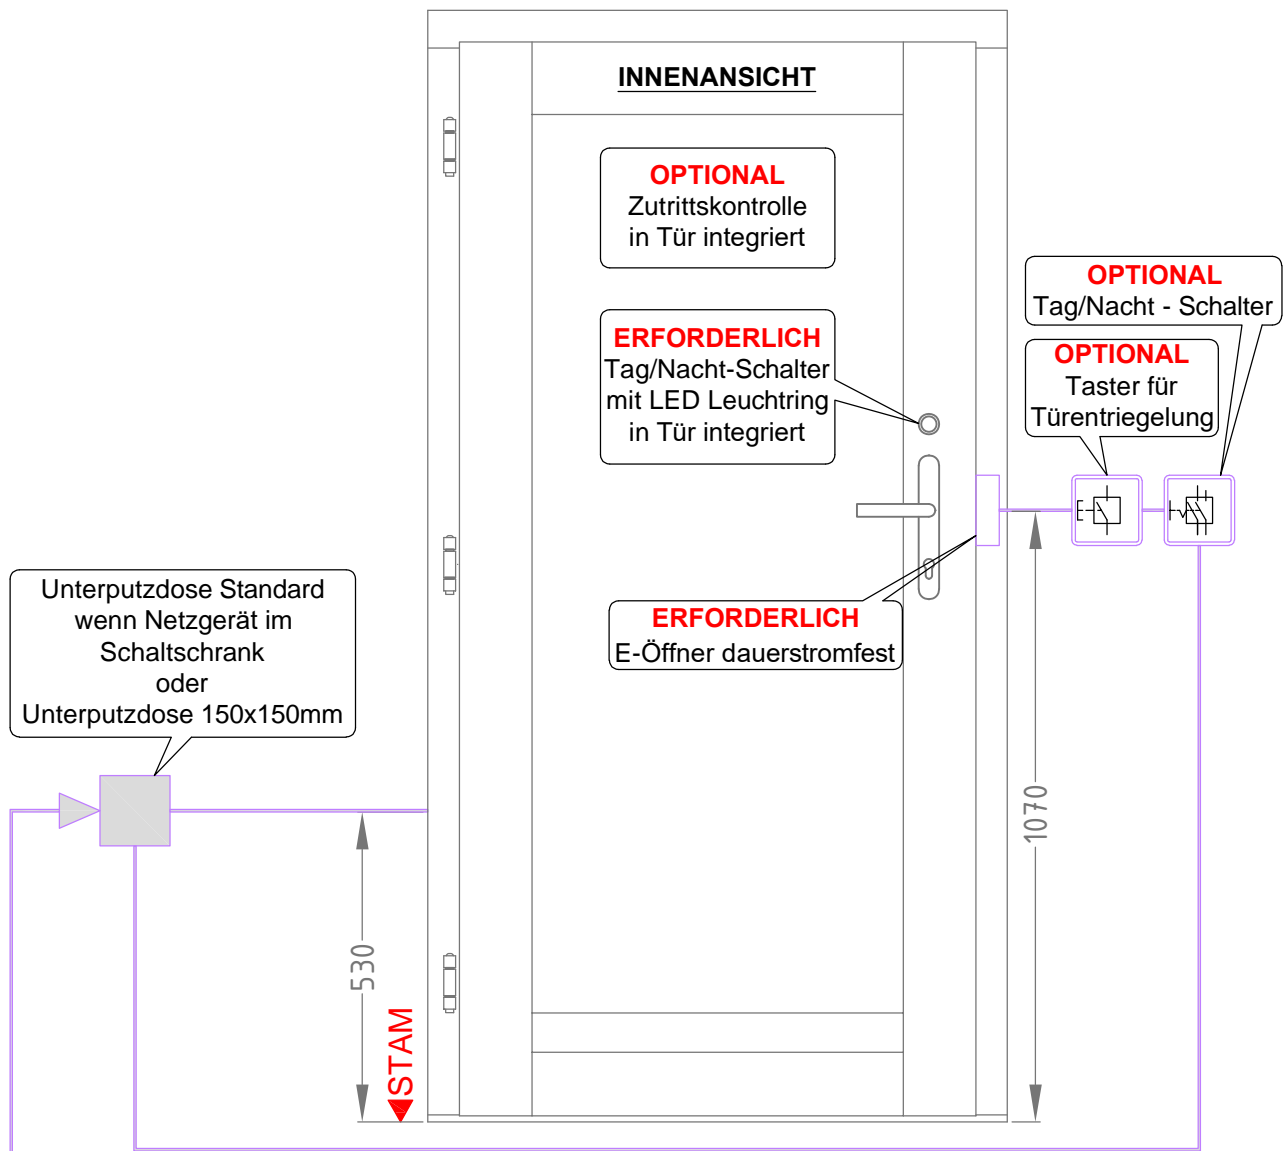 INNENANSICHT
OPTIONAL
Zutrittskontrolle
in Tür integriert
ERFORDERLICH
Tag/Nacht-Schalter
mit LED Leuchtring
in Tür integriert
OPTIONAL
Tag/Nacht - Schalter
OPTIONAL
Taster für
Türentriegelung
ERFORDERLICH
E-Öffner dauerstromfest
Unterputzdose Standard
wenn Netzgerät im
Schaltschrank
oder
Unterputzdose 150x150mm
530
STAM
1070